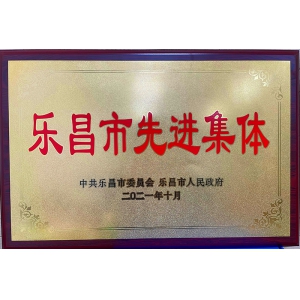 乐昌市先进集体
中共乐昌市委员会 乐昌市人民政府
二〇二一年十月